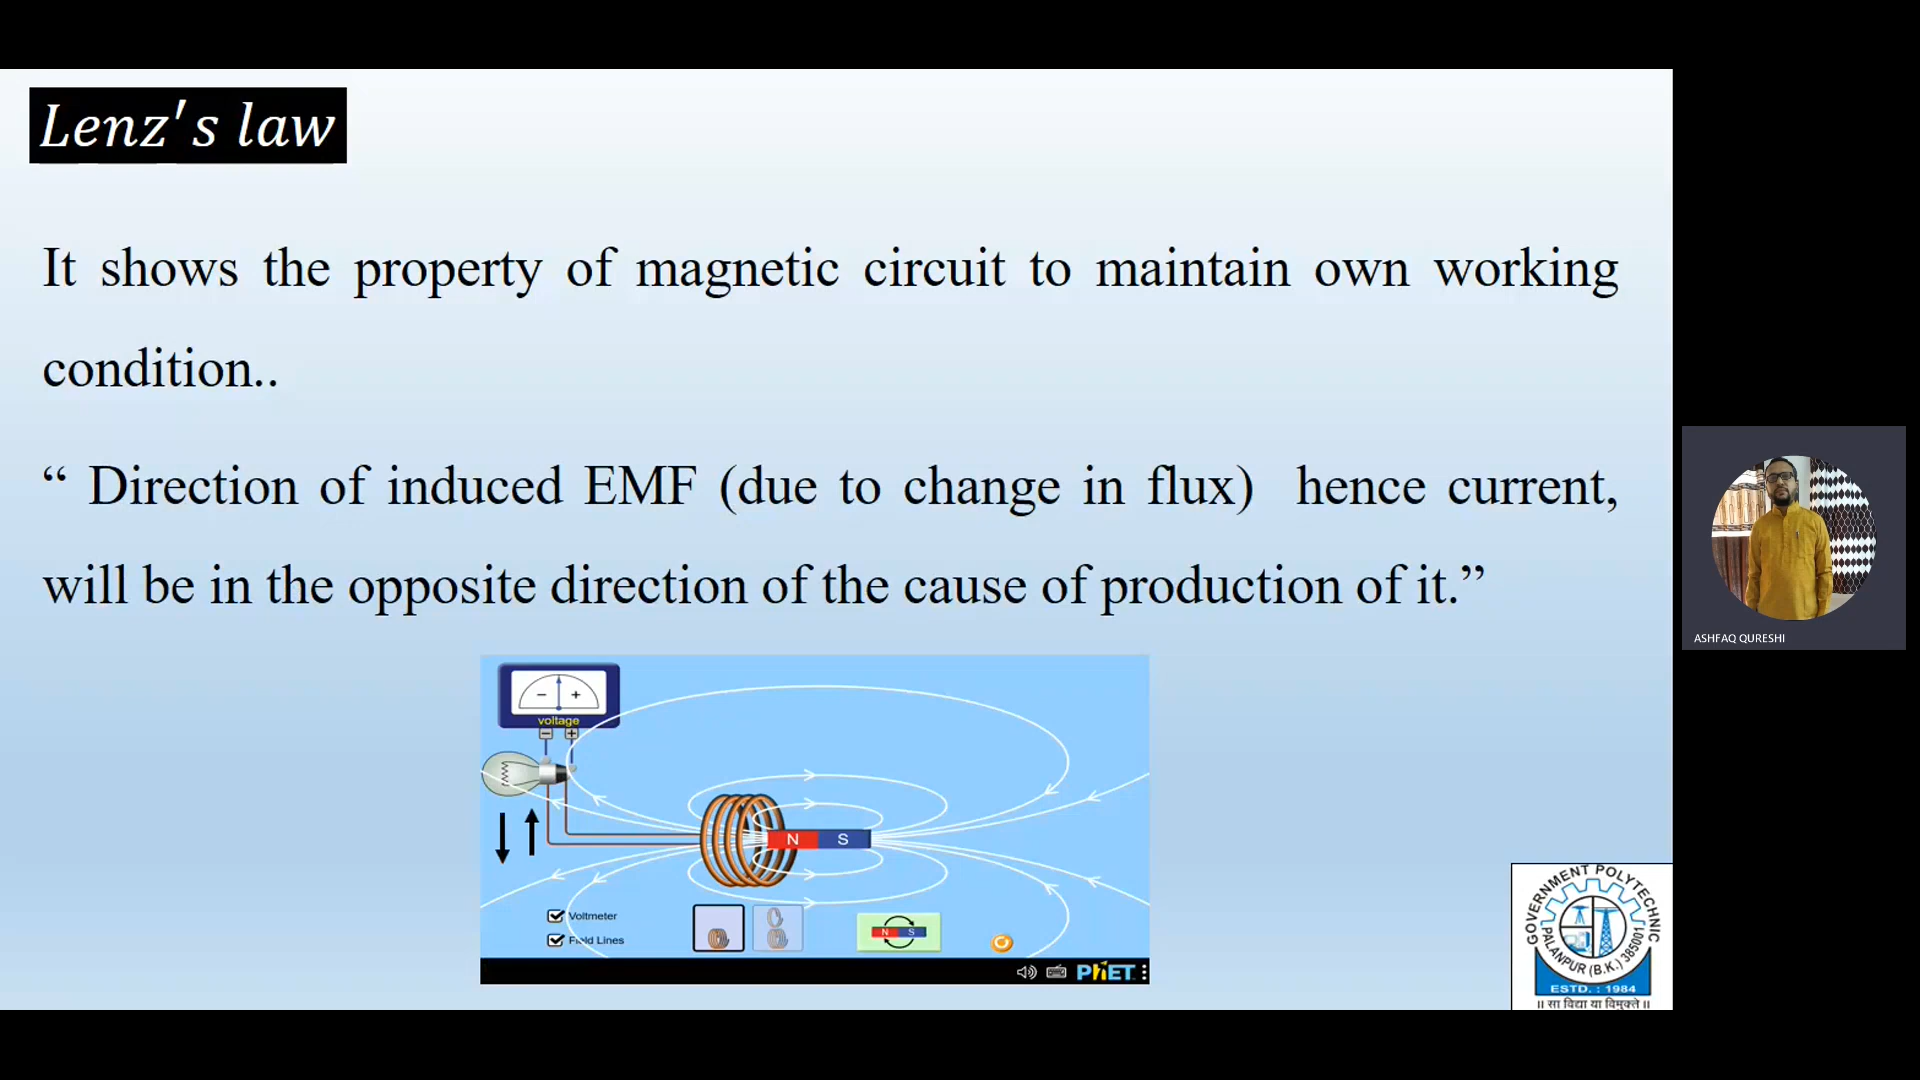 Lenz's law
It shows the property of magnetic circuit to maintain own working
condition..
“ Direction of induced EMF (due to change in flux) hence current,
will be in the opposite direction of the cause of production of it.”
− +
voltage
− +
N S
Voltmeter
Field Lines
N S
PhET
ASHFAQ QURESHI
GOVERNMENT POLYTECHNIC
PALANPUR (B.K.) 385001
ESTD. : 1984
॥ सा विद्या या विमुक्ते ॥